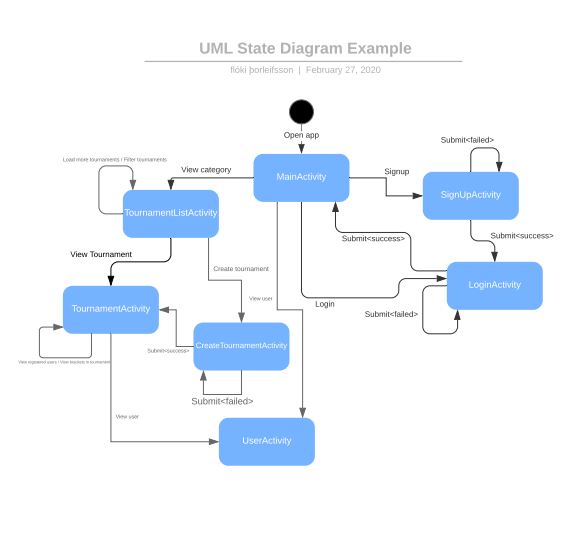 UML State Diagram Example
flóki þorleifsson | February 27, 2020
Open app
Submit<failed>
Load more tournaments / Filter tournaments
View category
MainActivity
Signup
SignUpActivity
TournamentListActivity
Submit<success>
Submit<success>
View Tournament
Create tournament
LoginActivity
View user
Login
TournamentActivity
Submit<failed>
CreateTournamentActivity
Submit<success>
View registered users / View brackets in tournament
Submit<failed>
View user
UserActivity